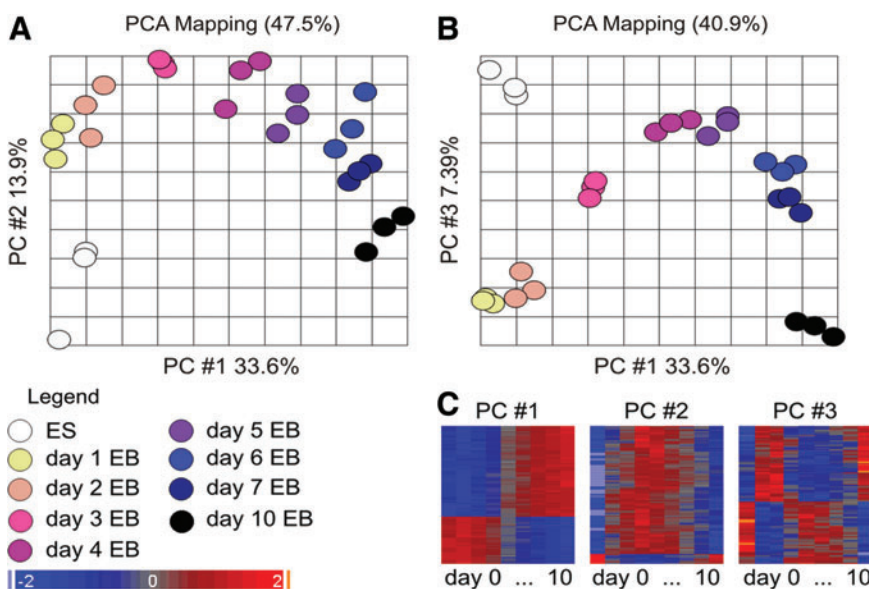 A
PCA Mapping (47.5%)
PC #2 13.9%
PC #1 33.6%
B
PCA Mapping (40.9%)
PC #3 7.39%
PC #1 33.6%
Legend
ES
day 1 EB
day 2 EB
day 3 EB
day 4 EB
day 5 EB
day 6 EB
day 7 EB
day 10 EB
-2 0 2
C
PC #1 PC #2 PC #3
day 0 ... 10 day 0 ... 10 day 0 ... 10